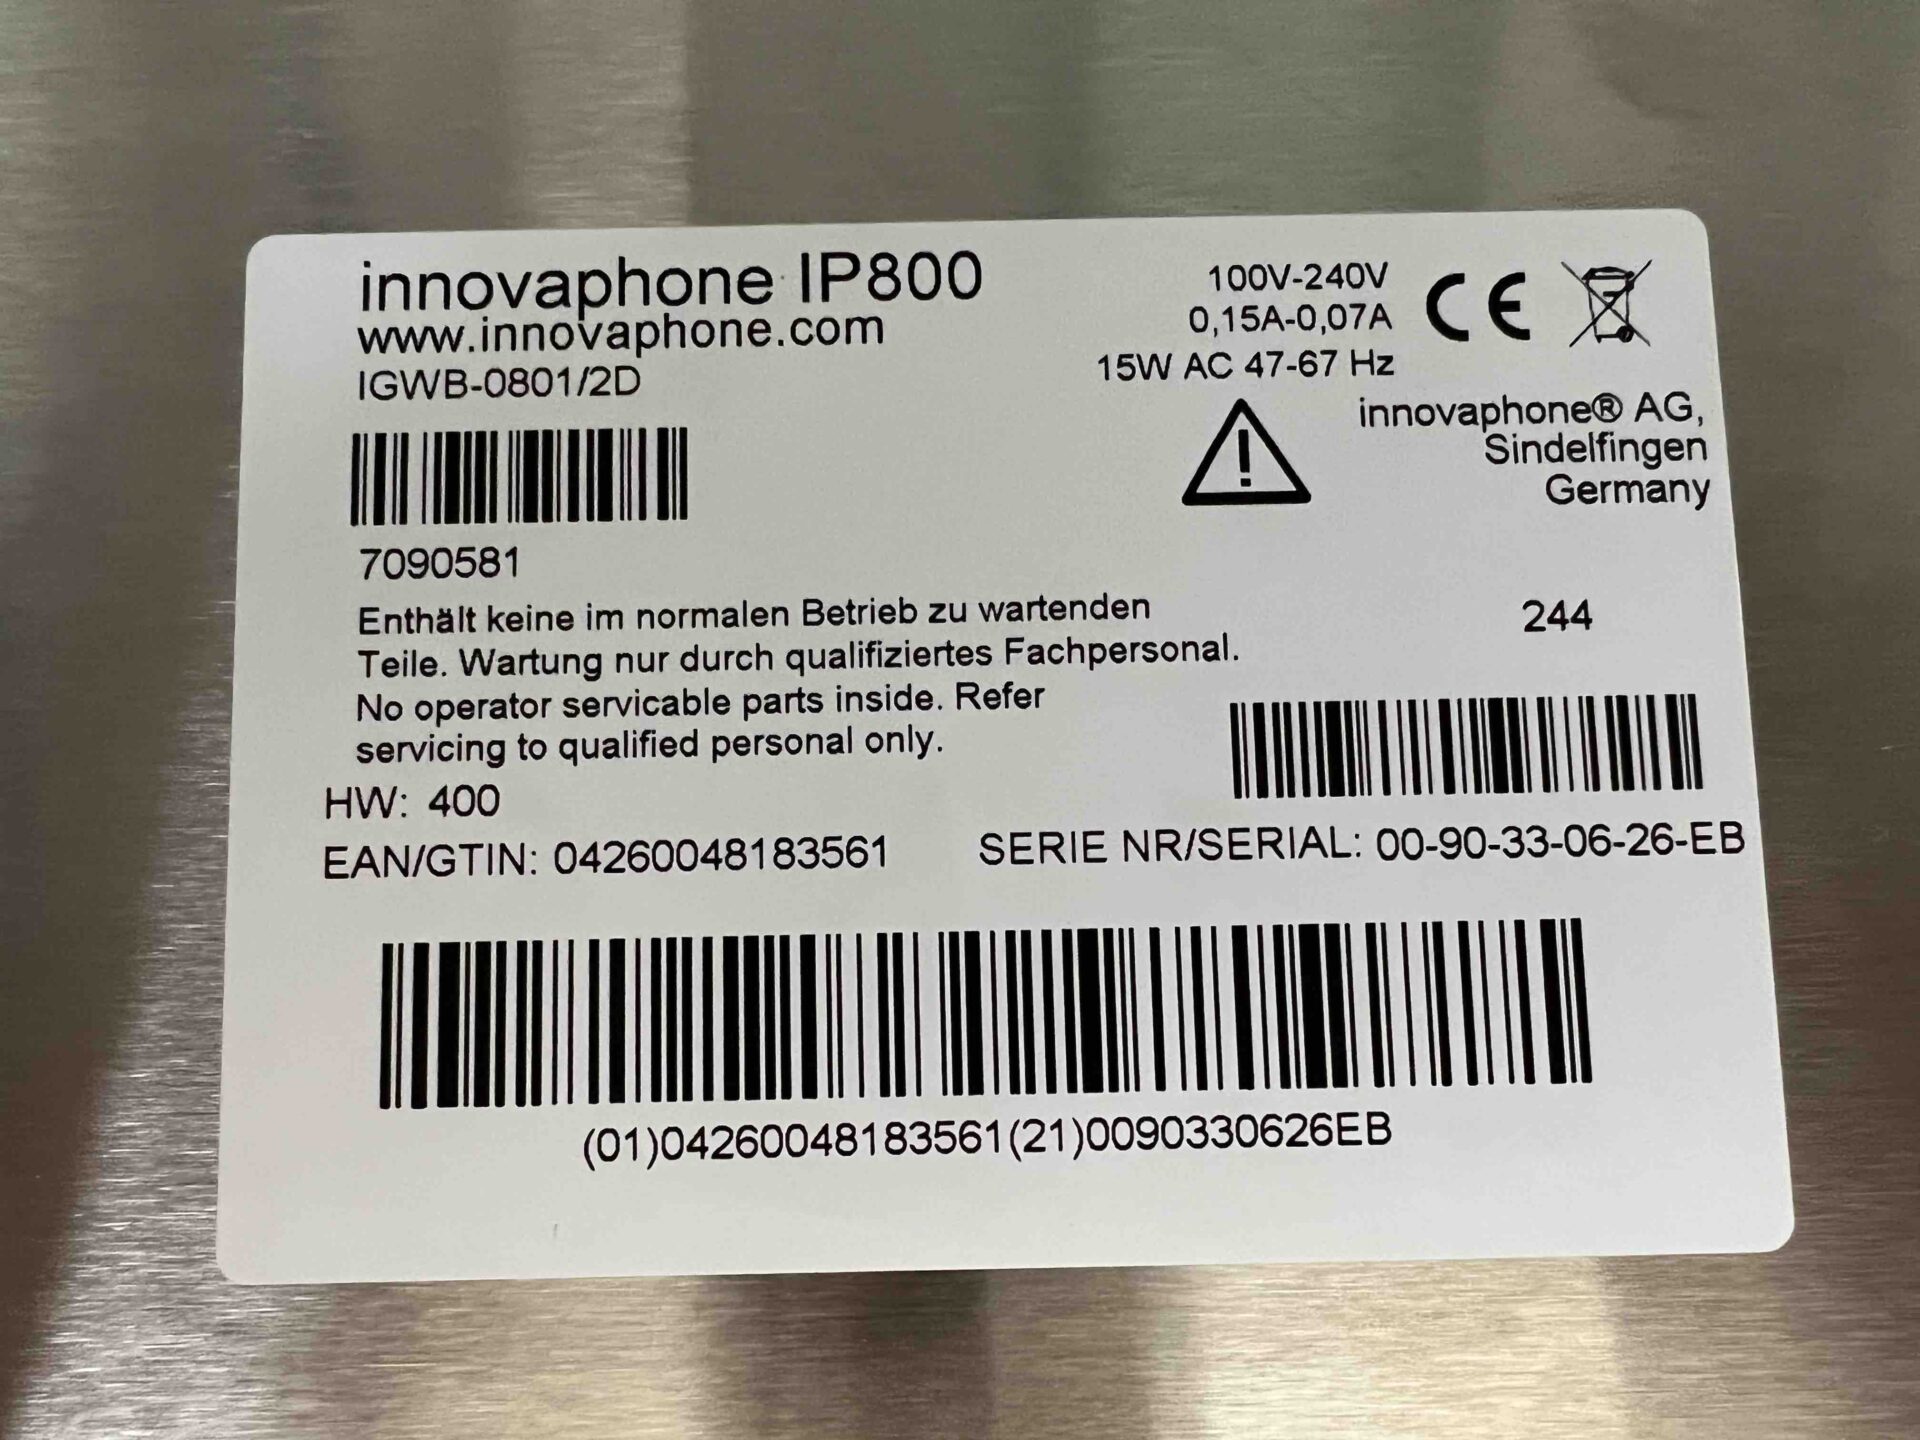 innovaphone IP800
www.innovaphone.com
IGWB-0801/2D
100V-240V
0,15A-0,07A
15W AC 47-67 Hz
CE
innovaphone® AG,
Sindelfingen
Germany
7090581
Enthält keine im normalen Betrieb zu wartenden
Teile. Wartung nur durch qualifiziertes Fachpersonal.
No operator servicable parts inside. Refer
servicing to qualified personal only.
244
HW: 400
EAN/GTIN: 04260048183561
SERIE NR/SERIAL: 00-90-33-06-26-EB
(01)04260048183561(21)0090330626EB